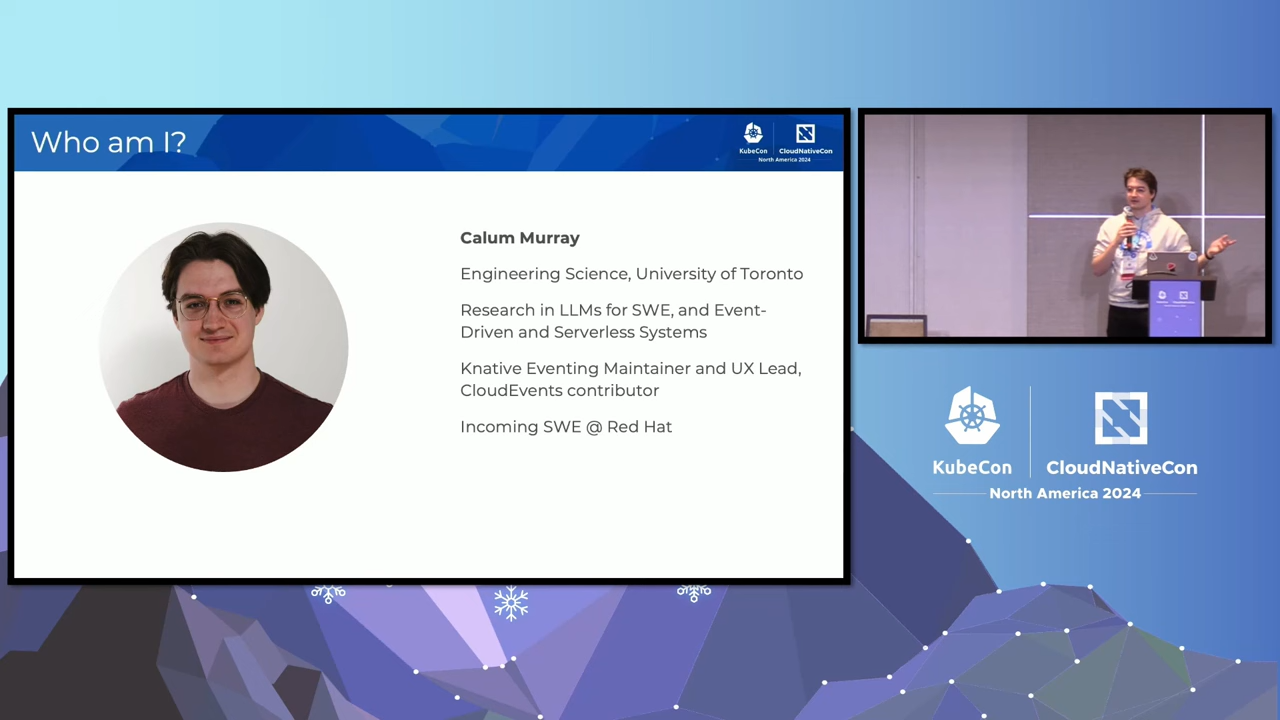 Who am I?
KubeCon
CloudNativeCon
North America 2024
Calum Murray
Engineering Science, University of Toronto
Research in LLMs for SWE, and Event-
Driven and Serverless Systems
Knative Eventing Maintainer and UX Lead,
CloudEvents contributor
Incoming SWE @ Red Hat
KubeCon
CloudNativeCon
North America 2024